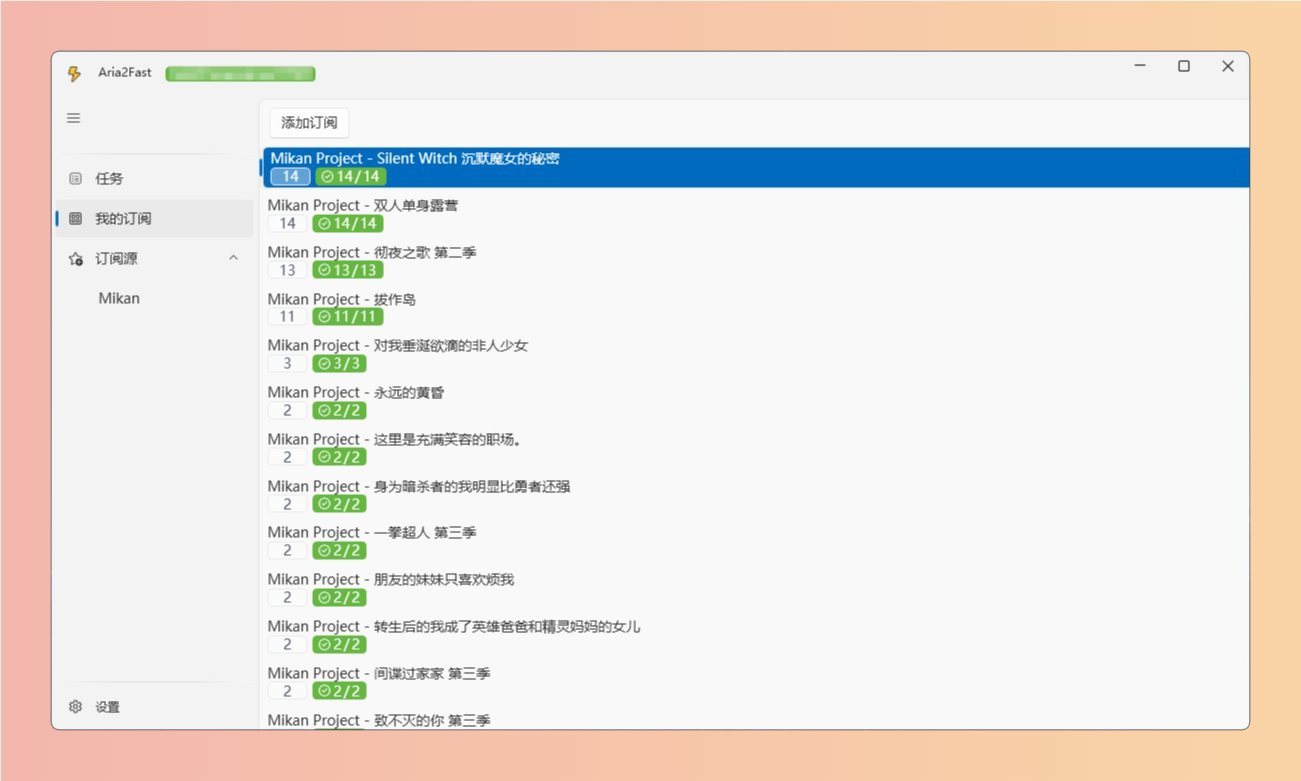 Aria2Fast
添加订阅
任务
我的订阅
订阅源
Mikan
设置
Mikan Project - Silent Witch 沉默魔女的秘密
14 14/14
Mikan Project - 双人单身露营
14 14/14
Mikan Project - 彻夜之歌 第二季
13 13/13
Mikan Project - 拔作岛
11 11/11
Mikan Project - 对我垂涎欲滴的非人少女
3 3/3
Mikan Project - 永远的黄昏
2 2/2
Mikan Project - 这里是充满笑容的职场。
2 2/2
Mikan Project - 身为暗杀者的我明显比勇者还强
2 2/2
Mikan Project - 一拳超人 第三季
2 2/2
Mikan Project - 朋友的妹妹只喜欢烦我
2 2/2
Mikan Project - 转生后的我成了英雄爸爸和精灵妈妈的女儿
2 2/2
Mikan Project - 间谍过家家 第三季
2 2/2
Mikan Project - 致不灭的你 第三季